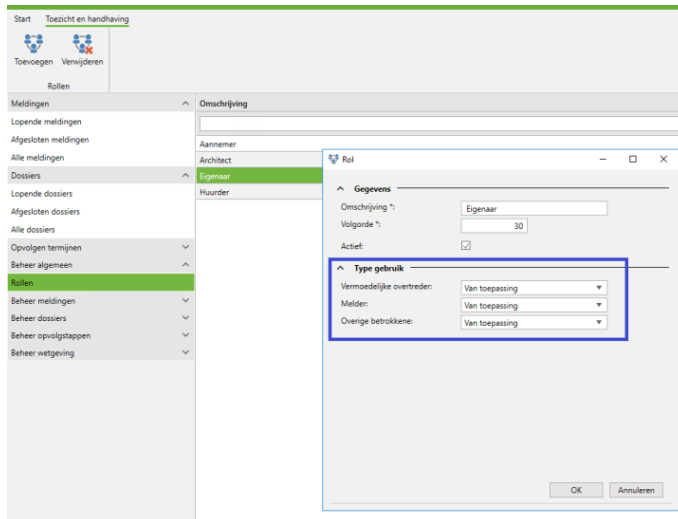 Start Toezicht en handhaving
Toevoegen Verwijderen
Rollen
Meldingen
Lopende meldingen
Afgesloten meldingen
Alle meldingen
Dossiers
Lopende dossiers
Afgesloten dossiers
Alle dossiers
Opvolgen termijnen
Beheer algemeen
Rollen
Beheer meldingen
Beheer dossiers
Beheer opvolgstappen
Beheer wetgeving
Omschrijving
Aannemer
Architect
Eigenaar
Huurder
Rol
Gegevens
Omschrijving *: Eigenaar
Volgorde *: 30
Actief:
Type gebruik
Vermoedelijke overtreder: Van toepassing
Melder: Van toepassing
Overige betrokkene: Van toepassing
OK Annuleren